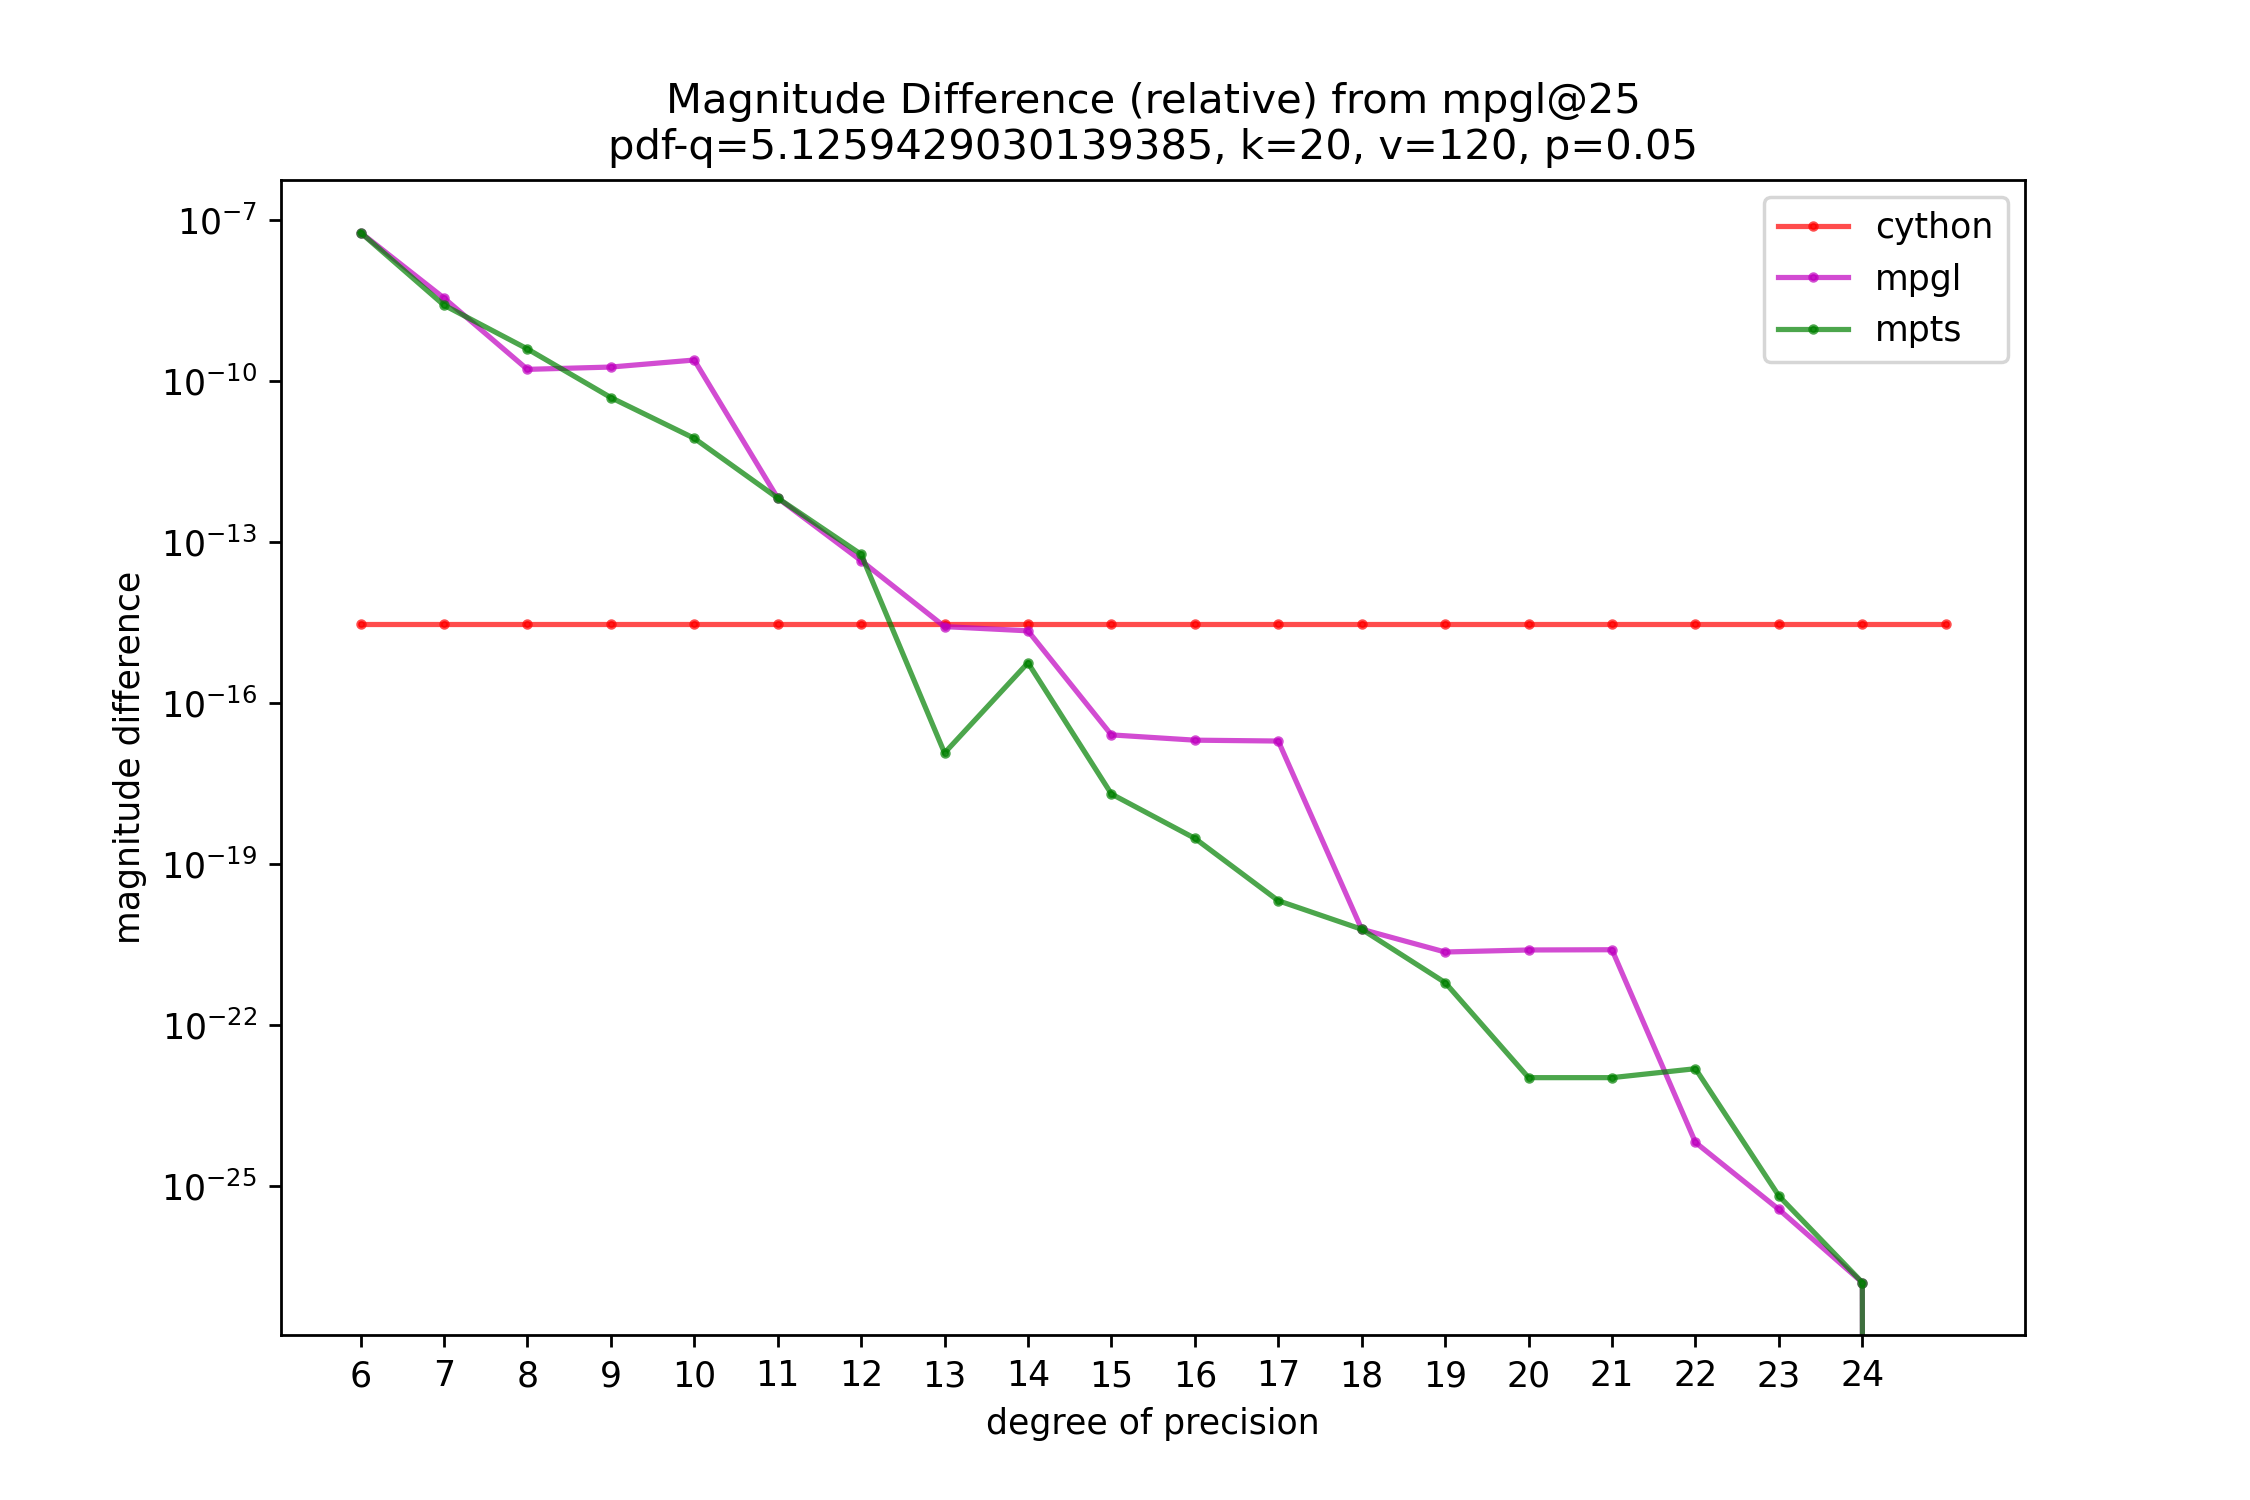 Magnitude Difference (relative) from mpgl@25
pdf-q=5.1259429030139385, k=20, v=120, p=0.05
cython
mpgl
mpts
magnitude difference
10⁻⁷
10⁻¹⁰
10⁻¹³
10⁻¹⁶
10⁻¹⁹
10⁻²²
10⁻²⁵
6 7 8 9 10 11 12 13 14 15 16 17 18 19 20 21 22 23 24
degree of precision